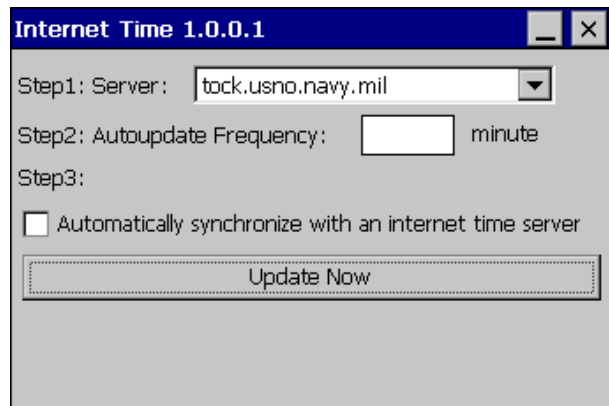 Internet Time 1.0.0.1
Step1: Server: tock.usno.navy.mil
Step2: Autoupdate Frequency: minute
Step3:
Automatically synchronize with an internet time server
Update Now